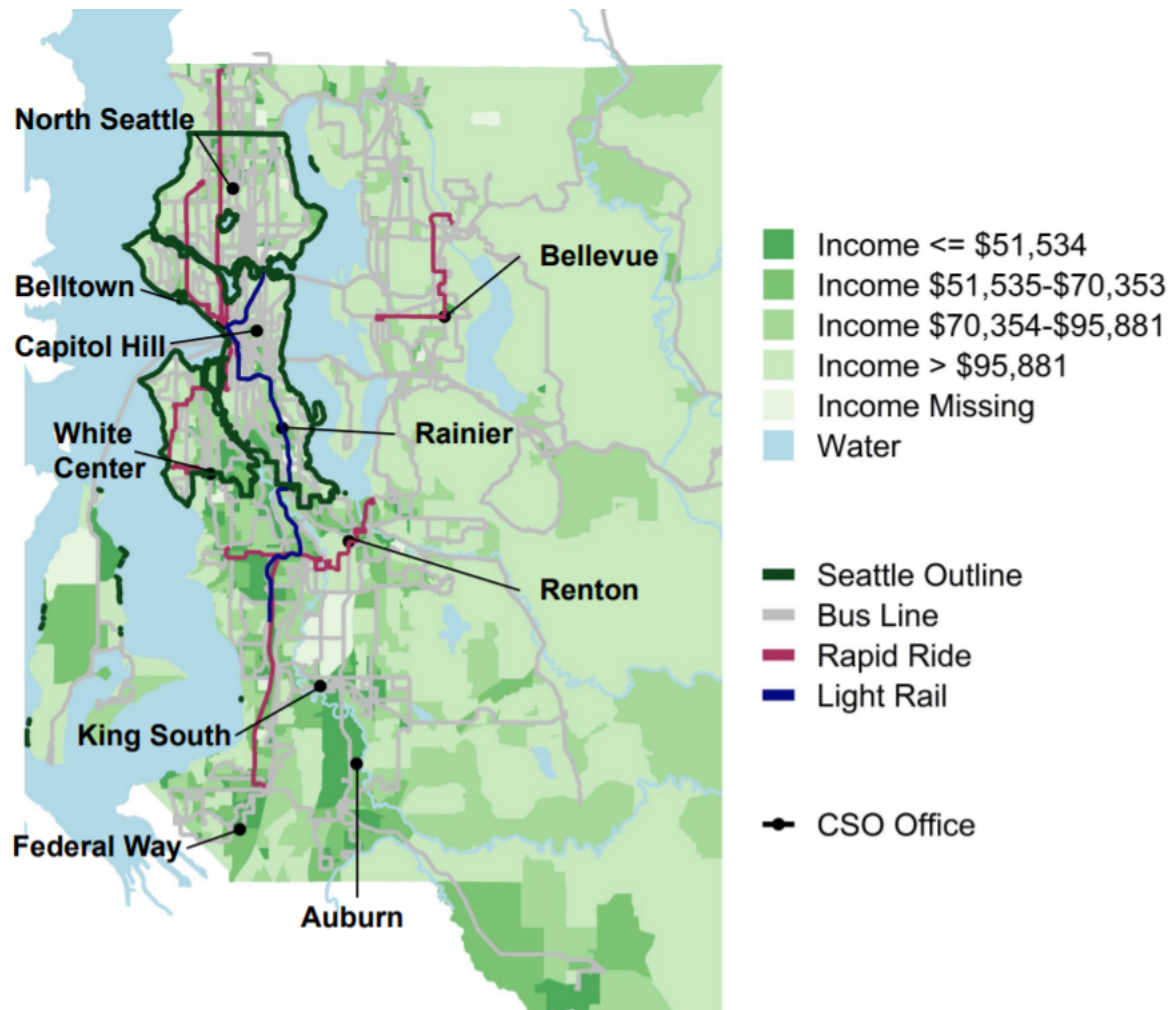 North Seattle
Belltown
Capitol Hill
White
Center
Bellevue
Rainier
Renton
King South
Federal Way
Auburn
Income <= $51,534
Income $51,535-$70,353
Income $70,354-$95,881
Income > $95,881
Income Missing
Water
Seattle Outline
Bus Line
Rapid Ride
Light Rail
CSO Office